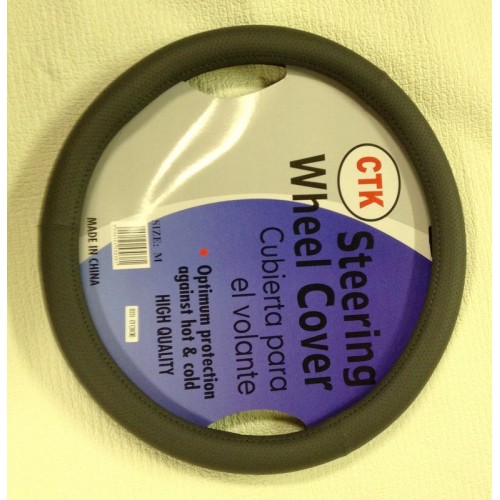 CTK
Steering
Wheel Cover
Cubierta para
el volante
• Optimum protection
against hot & cold
HIGH QUALITY
SIZE: M
MADE IN CHINA